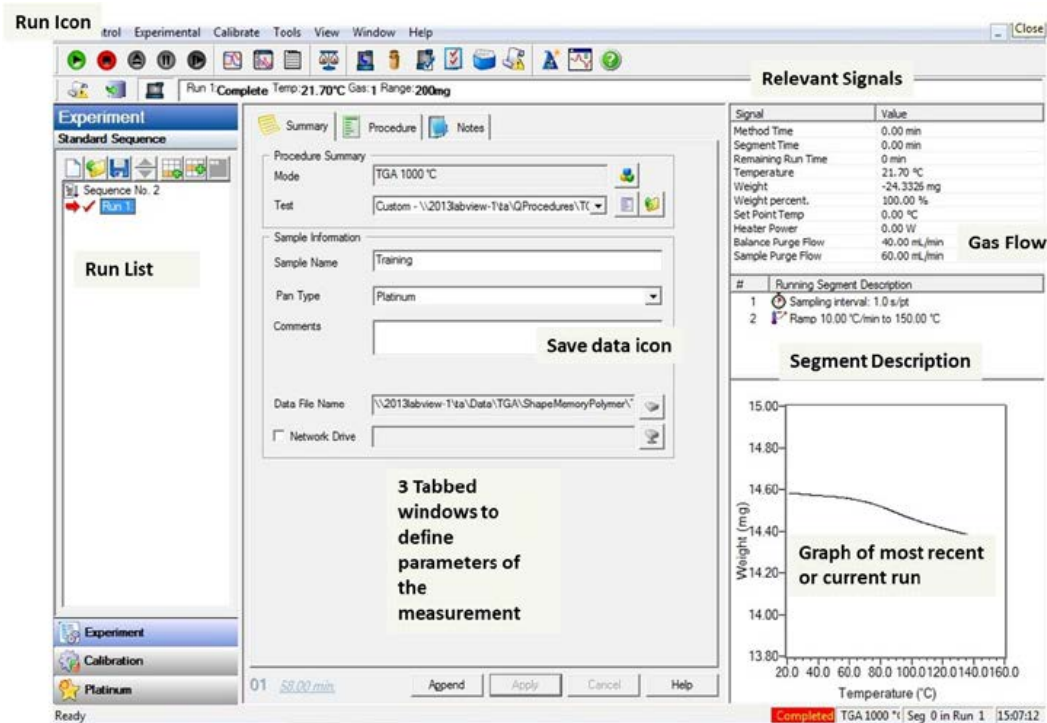 Run Icon
trol Experimental Calibrate Tools View Window Help
Close
Run 1:Complete Temp:21.70°C Gas:1 Range:200mg
Relevant Signals
Experiment
Standard Sequence
Sequence No. 2
Run 1:
Run List
Summary Procedure Notes
Procedure Summary
Mode TGA 1000 °C
Test Custom - \\2013labview-1\ta\QProcedures\T(
Sample Information
Sample Name Training
Pan Type Platinum
Comments
Save data icon
Data File Name \\2013labview-1\ta\Data\TGA\ShapeMemoryPolymer\
Network Drive
3 Tabbed
windows to
define
parameters of
the
measurement
Signal Value
Method Time 0.00 min
Segment Time 0.00 min
Remaining Run Time 0 min
Temperature 21.70 °C
Weight -24.3326 mg
Weight percent. 100.00 %
Set Point Temp 0.00 °C
Heater Power 0.00 W
Balance Purge Flow 40.00 mL/min
Sample Purge Flow 60.00 mL/min
Gas Flow
# Running Segment Description
1 Sampling interval: 1.0 s/pt
2 Ramp 10.00 °C/min to 150.00 °C
Segment Description
15.00
14.80
14.60
14.40
14.20
14.00
13.80
Weight (mg)
Graph of most recent
or current run
20.0 40.0 60.0 80.0 100.0 120.0 140.0 160.0
Temperature (°C)
Experiment
Calibration
Platinum
01 58.00 min
Append Apply Cancel Help
Ready
Completed TGA 1000 °( Seg 0 in Run 1 15:07:12